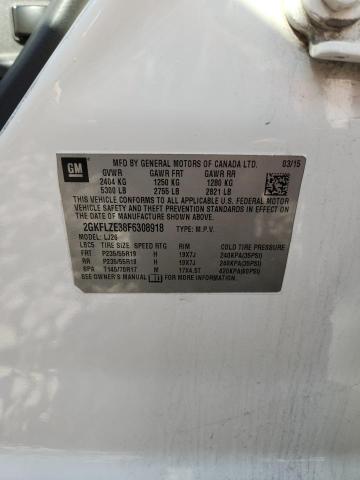 GM
MFD BY GENERAL MOTORS OF CANADA LTD. 03/15
GVWR GAWR FRT GAWR RR
2404 KG 1250 KG 1280 KG
5300 LB 2755 LB 2821 LB
THIS VEHICLE CONFORMS TO ALL APPLICABLE U.S. FEDERAL MOTOR
VEHICLE SAFETY, BUMPER, AND THEFT PREVENTION STANDARDS
IN EFFECT ON THE DATE OF MANUFACTURE SHOWN ABOVE.
2GKFLZE38F6308918 TYPE: M.P.V.
MODEL: LJ26
TIRE SIZE SPEED RTG RIM COLD TIRE PRESSURE
FRT P235/55R19 H 19X7J 240KPA(35PSI)
RR P235/55R19 H 19X7J 240KPA(35PSI)
SPA T145/70R17 17X4.5T 420KPA(60PSI)
SEE OWNER'S MANUAL FOR ADDITIONAL INFORMATION.